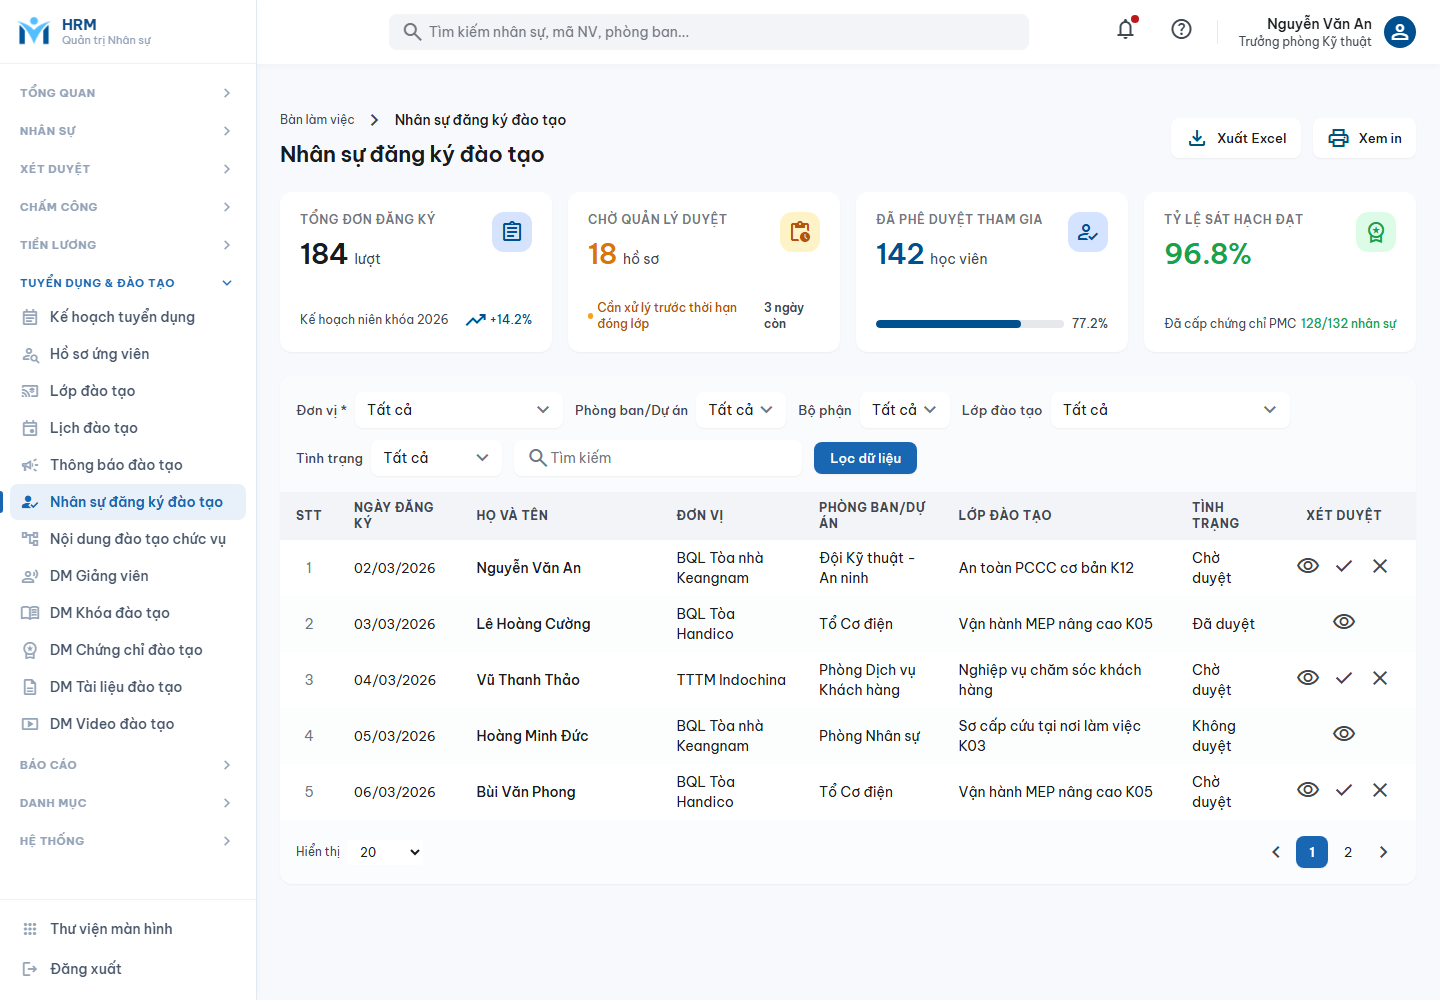 HRM
Quản trị Nhân sự
Tìm kiếm nhân sự, mã NV, phòng ban...
Nguyễn Văn An
Trưởng phòng Kỹ thuật
TỔNG QUAN
NHÂN SỰ
XÉT DUYỆT
CHẤM CÔNG
TIỀN LƯƠNG
TUYỂN DỤNG & ĐÀO TẠO
Kế hoạch tuyển dụng
Hồ sơ ứng viên
Lớp đào tạo
Lịch đào tạo
Thông báo đào tạo
Nhân sự đăng ký đào tạo
Nội dung đào tạo chức vụ
DM Giảng viên
DM Khóa đào tạo
DM Chứng chỉ đào tạo
DM Tài liệu đào tạo
DM Video đào tạo
BÁO CÁO
DANH MỤC
HỆ THỐNG
Thư viện màn hình
Đăng xuất
Bàn làm việc
Nhân sự đăng ký đào tạo
Nhân sự đăng ký đào tạo
Xuất Excel
Xem in
TỔNG ĐƠN ĐĂNG KÝ
184 lượt
Kế hoạch niên khóa 2026
+14.2%
CHỜ QUẢN LÝ DUYỆT
18 hồ sơ
Cần xử lý trước thời hạn
đóng lớp
3 ngày
còn
ĐÃ PHÊ DUYỆT THAM GIA
142 học viên
77.2%
TỶ LỆ SÁT HẠCH ĐẠT
96.8%
Đã cấp chứng chỉ PMC
128/132 nhân sự
Đơn vị * Tất cả
Phòng ban/Dự án Tất cả
Bộ phận Tất cả
Lớp đào tạo Tất cả
Tình trạng Tất cả
Tìm kiếm
Lọc dữ liệu
STT
NGÀY ĐĂNG
KÝ
HỌ VÀ TÊN
ĐƠN VỊ
PHÒNG BAN/DỰ
ÁN
LỚP ĐÀO TẠO
TÌNH
TRẠNG
XÉT DUYỆT
1
02/03/2026
Nguyễn Văn An
BQL Tòa nhà
Keangnam
Đội Kỹ thuật -
An ninh
An toàn PCCC cơ bản K12
Chờ
duyệt
2
03/03/2026
Lê Hoàng Cường
BQL Tòa
Handico
Tổ Cơ điện
Vận hành MEP nâng cao K05
Đã duyệt
3
04/03/2026
Vũ Thanh Thảo
TTTM Indochina
Phòng Dịch vụ
Khách hàng
Nghiệp vụ chăm sóc khách
hàng
Chờ
duyệt
4
05/03/2026
Hoàng Minh Đức
BQL Tòa nhà
Keangnam
Phòng Nhân sự
Sơ cấp cứu tại nơi làm việc
K03
Không
duyệt
5
06/03/2026
Bùi Văn Phong
BQL Tòa
Handico
Tổ Cơ điện
Vận hành MEP nâng cao K05
Chờ
duyệt
Hiển thị 20
1
2